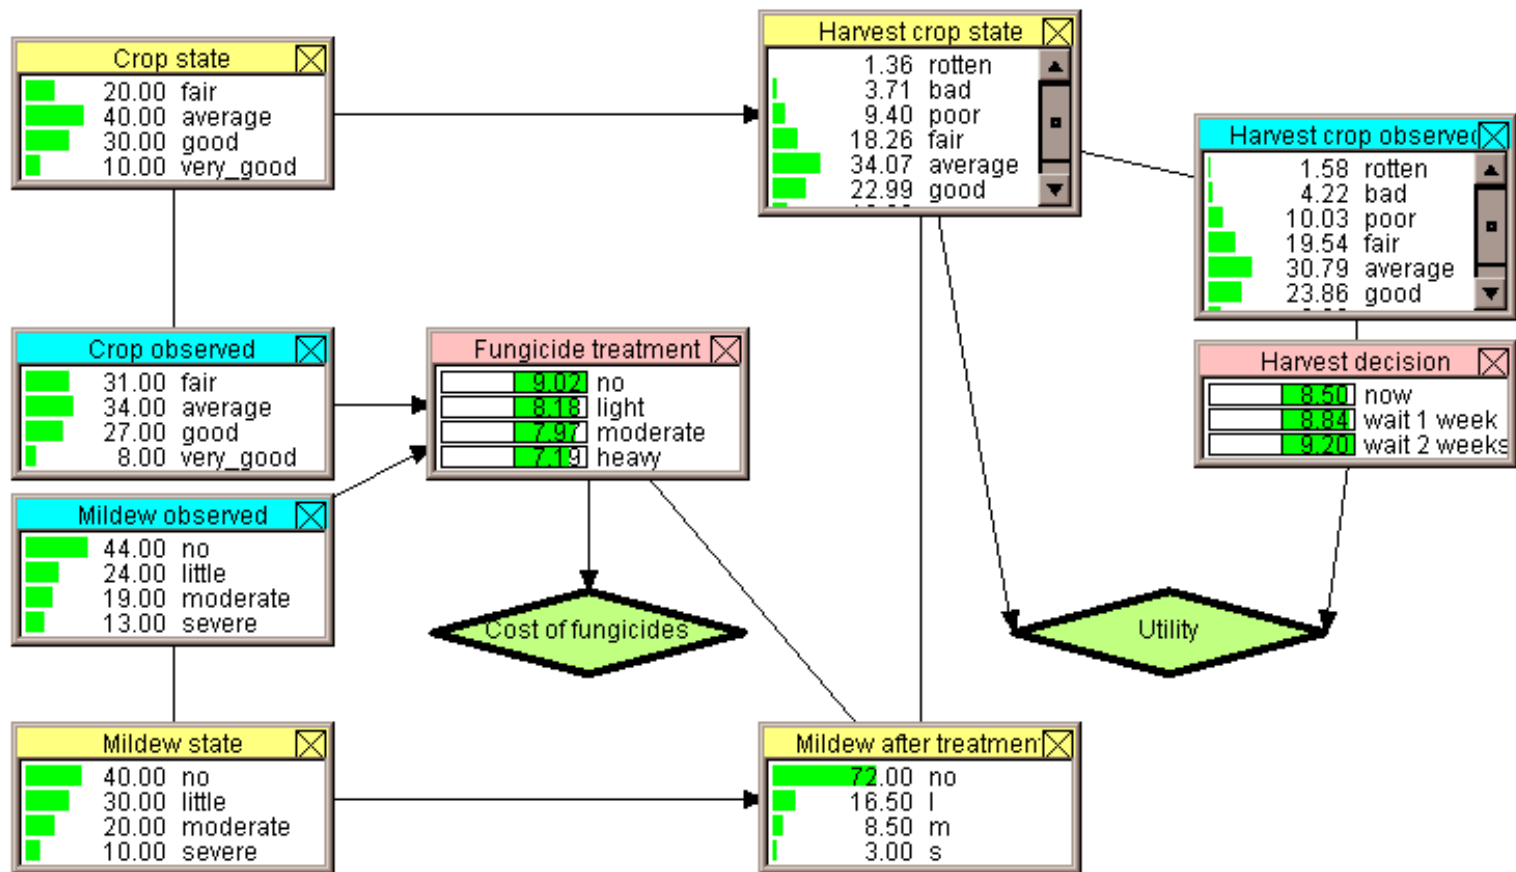 Crop state
20.00 fair
40.00 average
30.00 good
10.00 very_good
Harvest crop state
1.36 rotten
3.71 bad
9.40 poor
18.26 fair
34.07 average
22.99 good
Harvest crop observed
1.58 rotten
4.22 bad
10.03 poor
19.54 fair
30.79 average
23.86 good
Crop observed
31.00 fair
34.00 average
27.00 good
8.00 very_good
Fungicide treatment
9.02 no
8.18 light
7.97 moderate
7.19 heavy
Harvest decision
8.50 now
8.84 wait 1 week
9.20 wait 2 weeks
Mildew observed
44.00 no
24.00 little
19.00 moderate
13.00 severe
Cost of fungicides
Utility
Mildew state
40.00 no
30.00 little
20.00 moderate
10.00 severe
Mildew after treatment
72.00 no
16.50 l
8.50 m
3.00 s